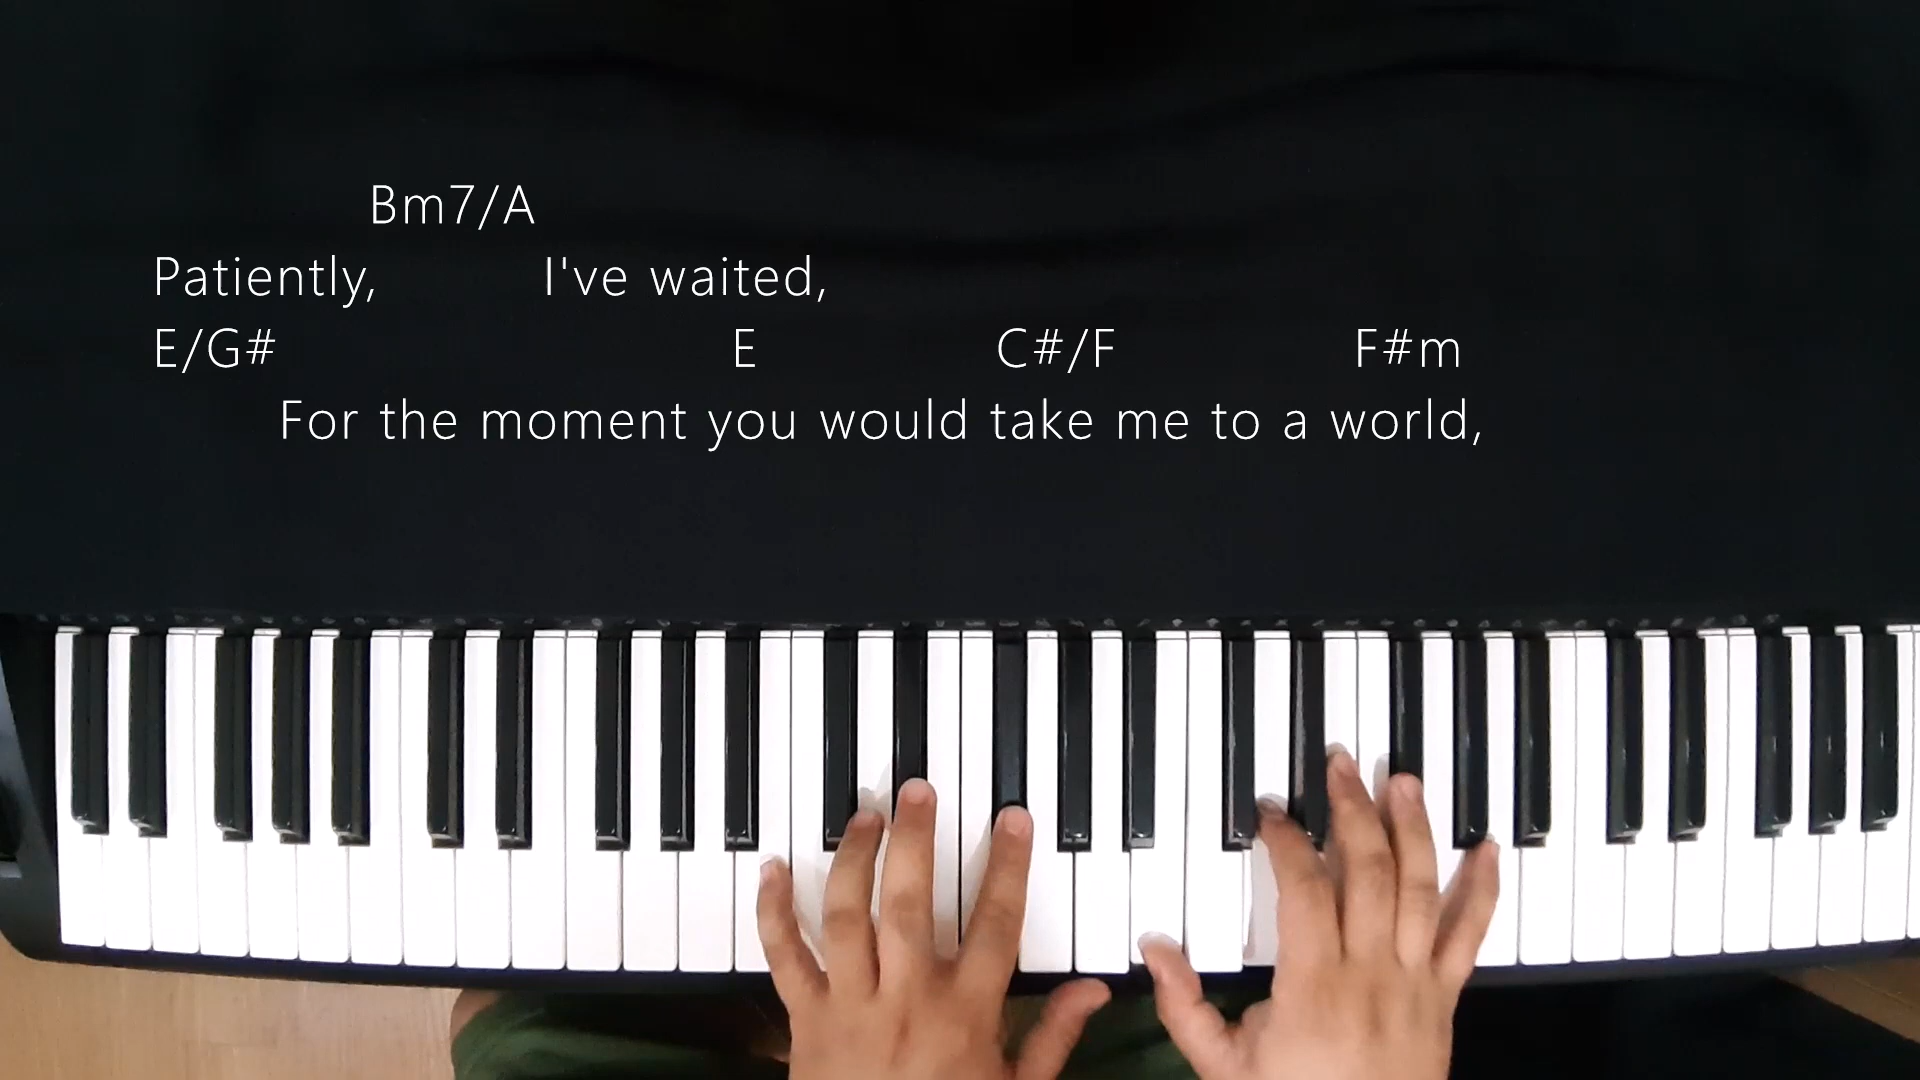 Bm7/A
Patiently, I've waited,
E/G# E C#/F F#m
For the moment you would take me to a world,